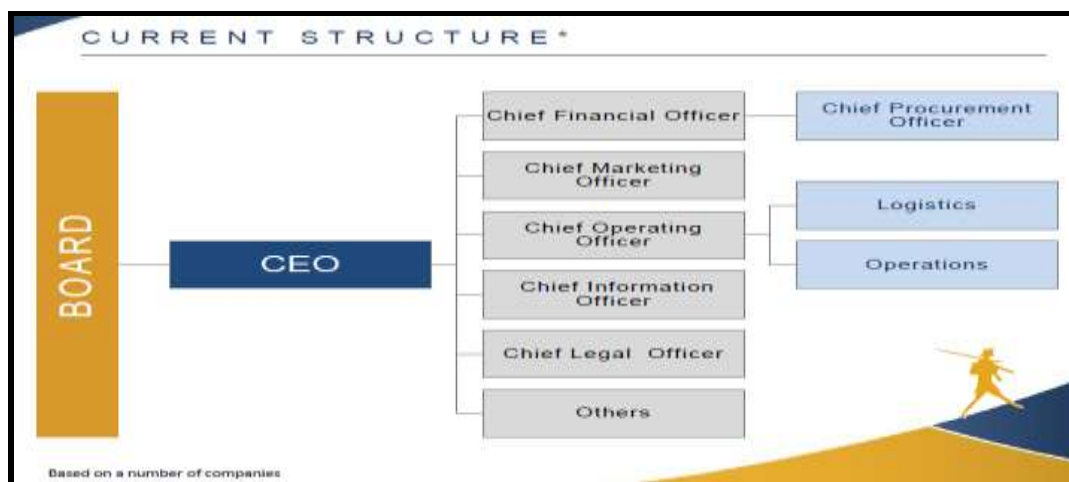 CURRENT STRUCTURE*
BOARD
CEO
Chief Financial Officer
Chief Marketing
Officer
Chief Operating
Officer
Chief Information
Officer
Chief Legal Officer
Others
Chief Procurement
Officer
Logistics
Operations
Based on a number of companies